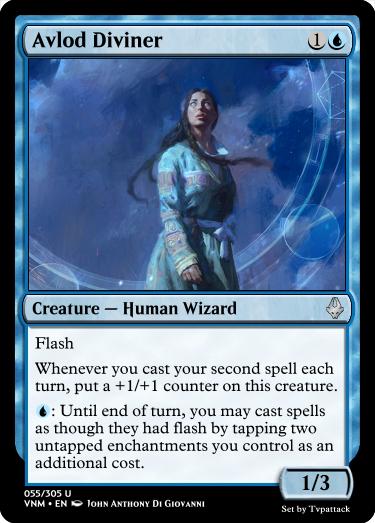 Avlod Diviner 1
Creature — Human Wizard
Flash
Whenever you cast your second spell each
turn, put a +1/+1 counter on this creature.
: Until end of turn, you may cast spells
as though they had flash by tapping two
untapped enchantments you control as an
additional cost.
1/3
055/305 U
VNM • EN John Anthony Di Giovanni
Set by Tvpattack